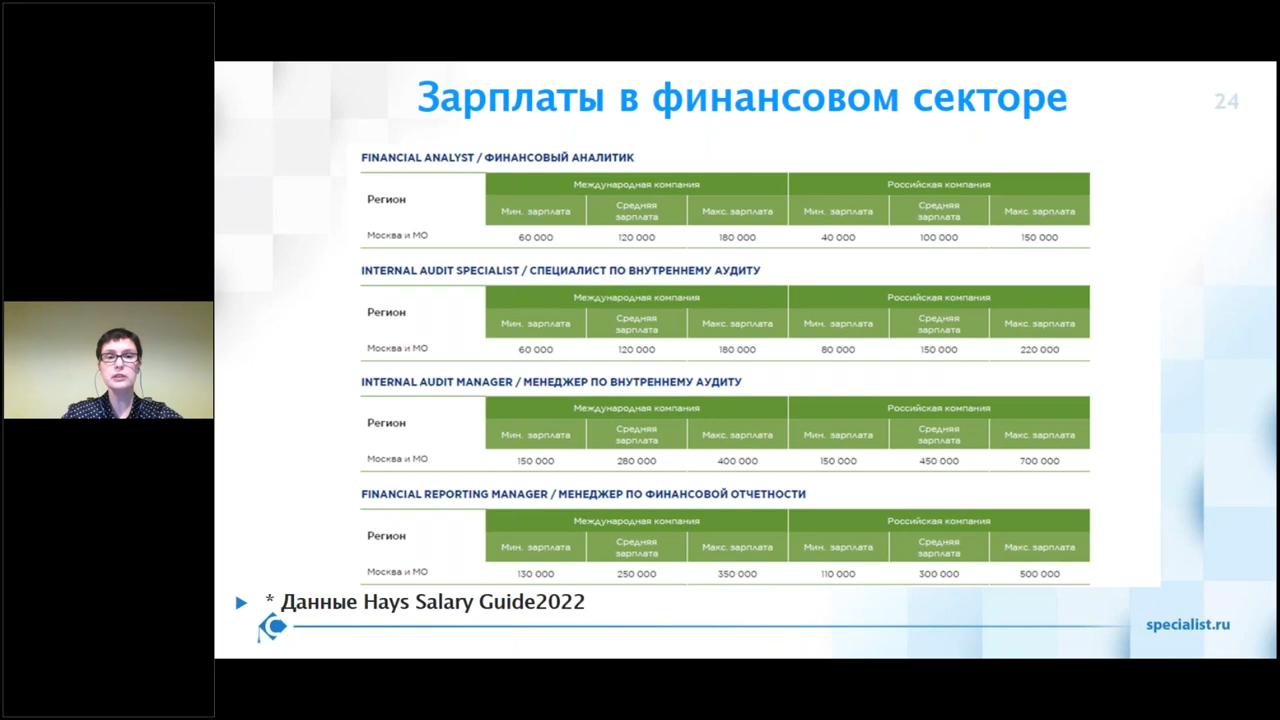 Зарплаты в финансовом секторе
24
FINANCIAL ANALYST / ФИНАНСОВЫЙ АНАЛИТИК
Регион
Международная компания
Российская компания
Мин. зарплата
Средняя зарплата
Макс. зарплата
Мин. зарплата
Средняя зарплата
Макс. зарплата
Москва и МО 60 000 120 000 180 000 40 000 100 000 150 000
INTERNAL AUDIT SPECIALIST / СПЕЦИАЛИСТ ПО ВНУТРЕННЕМУ АУДИТУ
Регион
Международная компания
Российская компания
Мин. зарплата
Средняя зарплата
Макс. зарплата
Мин. зарплата
Средняя зарплата
Макс. зарплата
Москва и МО 60 000 120 000 180 000 80 000 150 000 220 000
INTERNAL AUDIT MANAGER / МЕНЕДЖЕР ПО ВНУТРЕННЕМУ АУДИТУ
Регион
Международная компания
Российская компания
Мин. зарплата
Средняя зарплата
Макс. зарплата
Мин. зарплата
Средняя зарплата
Макс. зарплата
Москва и МО 150 000 280 000 400 000 150 000 450 000 700 000
FINANCIAL REPORTING MANAGER / МЕНЕДЖЕР ПО ФИНАНСОВОЙ ОТЧЕТНОСТИ
Регион
Международная компания
Российская компания
Мин. зарплата
Средняя зарплата
Макс. зарплата
Мин. зарплата
Средняя зарплата
Макс. зарплата
Москва и МО 130 000 250 000 350 000 110 000 300 000 500 000
* Данные Hays Salary Guide2022
specialist.ru